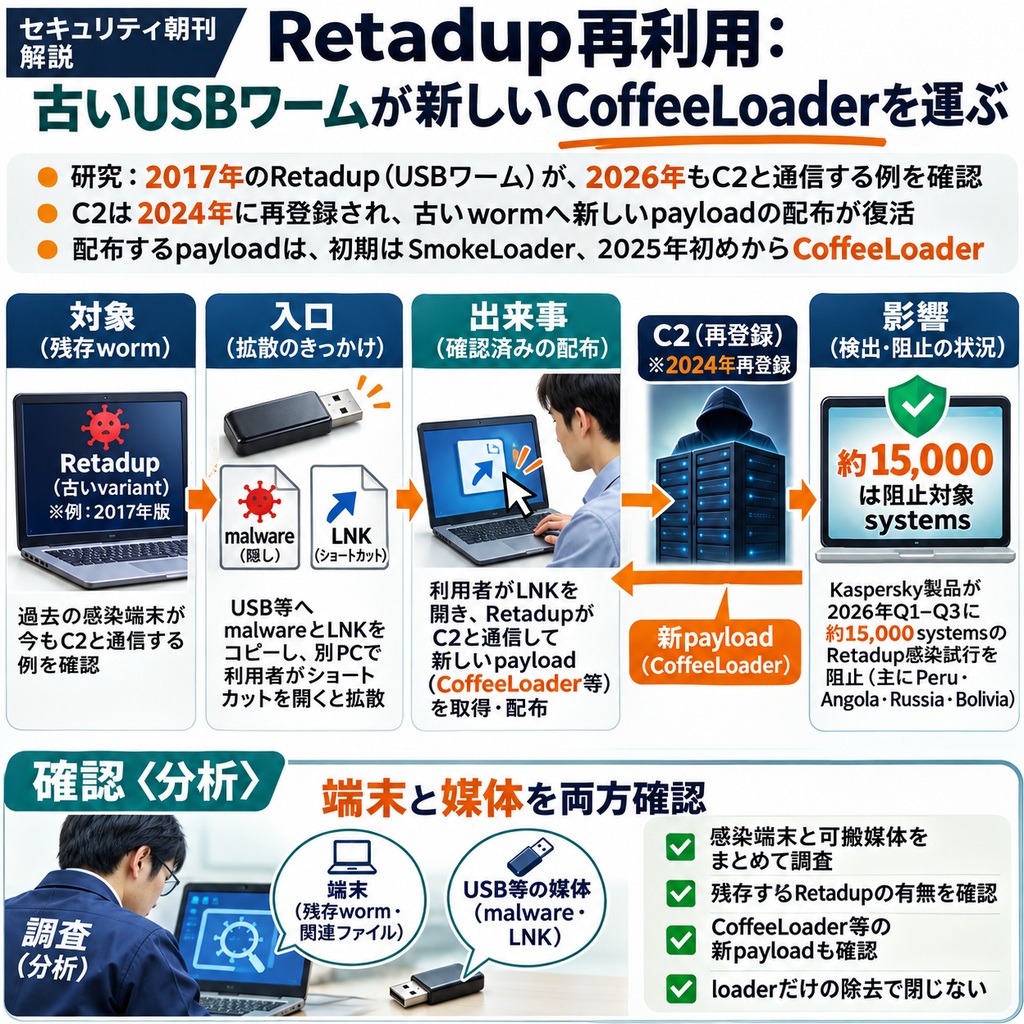 セキュリティ朝刊
解説
Retadup再利用：
古いUSBワームが新しいCoffeeLoaderを運ぶ
研究：2017年のRetadup（USBワーム）が、2026年もC2と通信する例を確認
C2は2024年に再登録され、古いwormへ新しいpayloadの配布が復活
配布するpayloadは、初期はSmokeLoader、2025年初めからCoffeeLoader
対象
（残存worm）
Retadup
（古いvariant）
※例：2017年版
過去の感染端末が
今もC2と通信する
例を確認
入口
（拡散のきっかけ）
malware
（隠し）
LNK
（ショートカット）
USB等へ
malwareとLNKを
コピーし、別PCで
利用者がショート
カットを開くと拡散
出来事
（確認済みの配布）
利用者がLNKを
開き、Retadupが
C2と通信して
新しいpayload
（CoffeeLoader等）
を取得・配布
C2（再登録）
※2024年再登録
新payload
（CoffeeLoader）
影響
（検出・阻止の状況）
約15,000
は阻止対象
systems
Kaspersky製品が
2026年Q1–Q3に
約15,000 systemsの
Retadup感染試行を
阻止（主にPeru・
Angola・Russia・Bolivia）
確認〈分析〉
端末と媒体を両方確認
調査
（分析）
端末
（残存worm・
関連ファイル）
USB等の媒体
（malware・
LNK）
感染端末と可搬媒体を
まとめて調査
残存するRetadupの有無を確認
CoffeeLoader等の
新payloadも確認
loaderだけの除去で閉じない